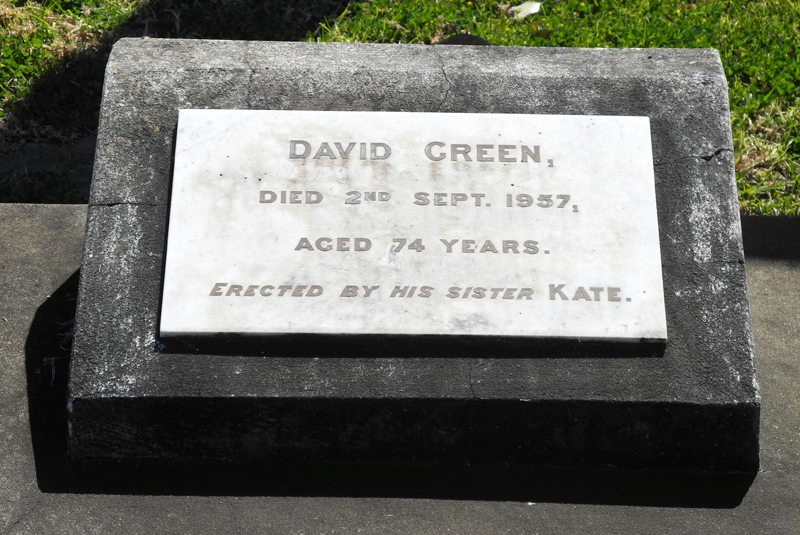 DAVID GREEN,
DIED 2ND SEPT. 1957,
AGED 74 YEARS.
ERECTED BY HIS SISTER KATE.